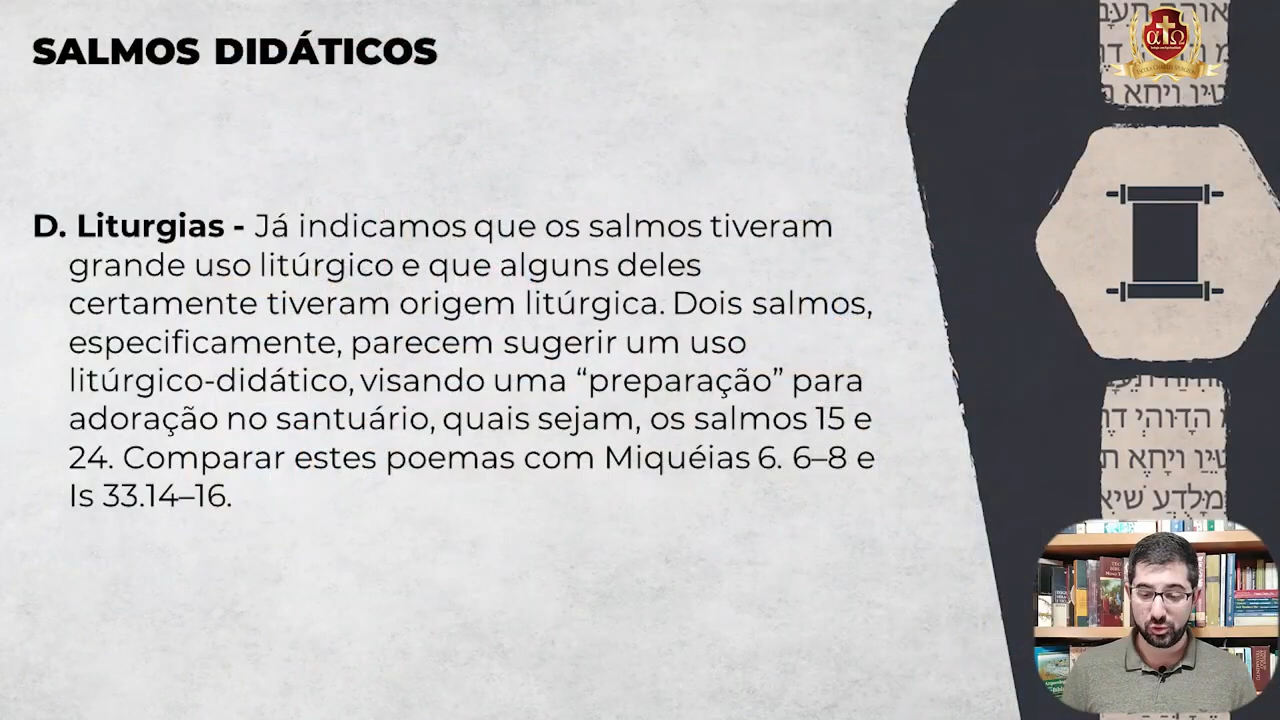 SALMOS DIDÁTICOS
D. Liturgias - Já indicamos que os salmos tiveram
grande uso litúrgico e que alguns deles
certamente tiveram origem litúrgica. Dois salmos,
especificamente, parecem sugerir um uso
litúrgico-didático, visando uma “preparação” para
adoração no santuário, quais sejam, os salmos 15 e
24. Comparar estes poemas com Miquéias 6. 6–8 e
Is 33.14–16.